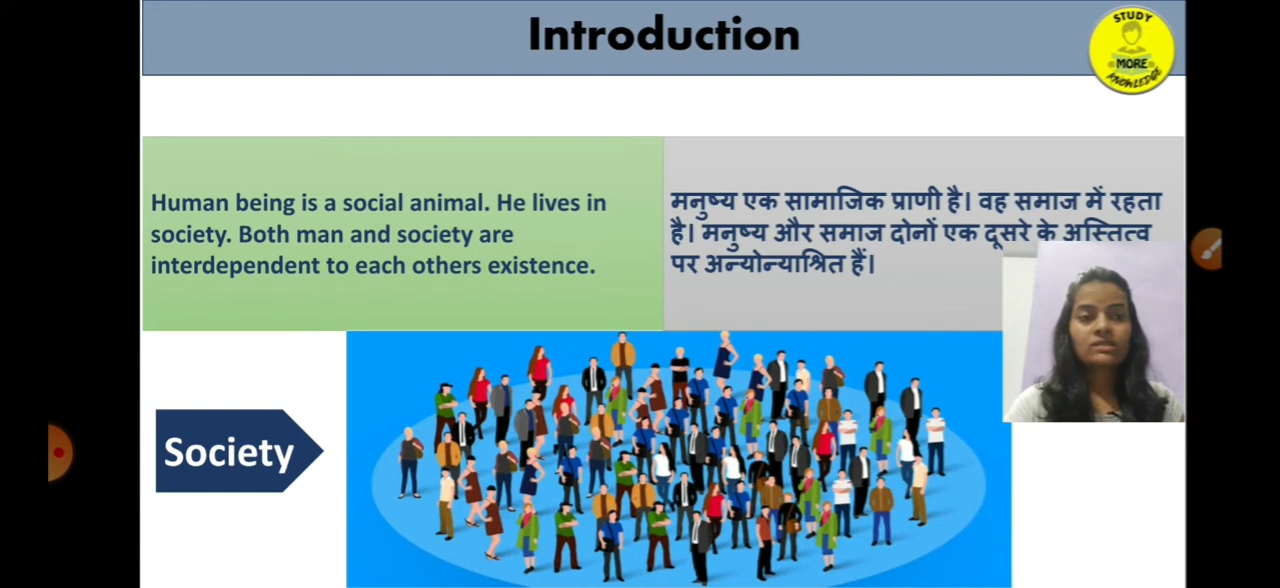 Introduction
STUDY
MORE
KNOWLEDGE
Human being is a social animal. He lives in
society. Both man and society are
interdependent to each others existence.
मनुष्य एक सामाजिक प्राणी है। वह समाज में रहता
है। मनुष्य और समाज दोनों एक दूसरे के अस्तित्व
पर अन्योन्याश्रित हैं।
Society